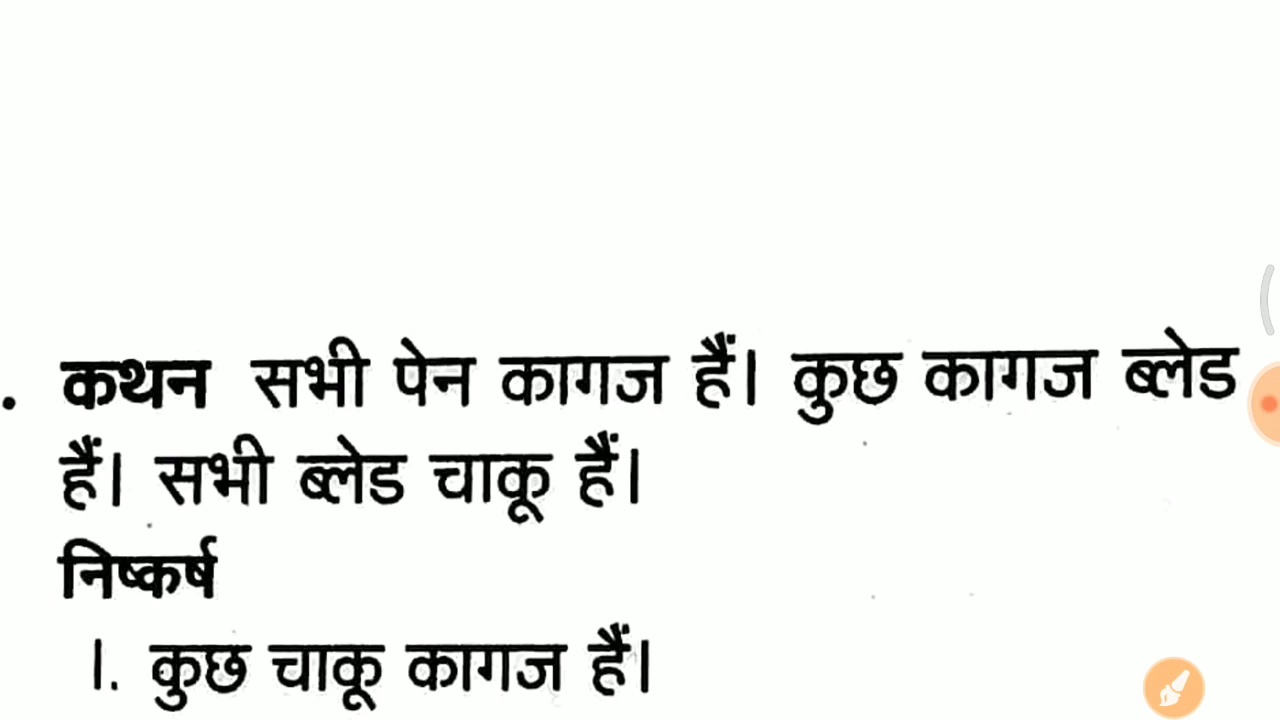 . कथन सभी पेन कागज हैं। कुछ कागज ब्लेड
हैं। सभी ब्लेड चाकू हैं।
निष्कर्ष
I. कुछ चाकू कागज हैं।